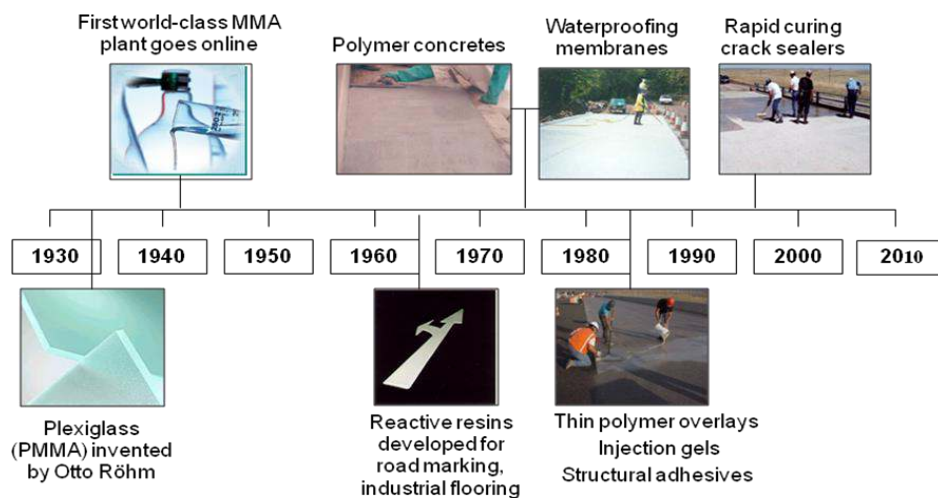 First world-class MMA
plant goes online
Polymer concretes
Waterproofing
membranes
Rapid curing
crack sealers
1930
1940
1950
1960
1970
1980
1990
2000
2010
Plexiglass
(PMMA) invented
by Otto Röhm
Reactive resins
developed for
road marking,
industrial flooring
Thin polymer overlays
Injection gels
Structural adhesives